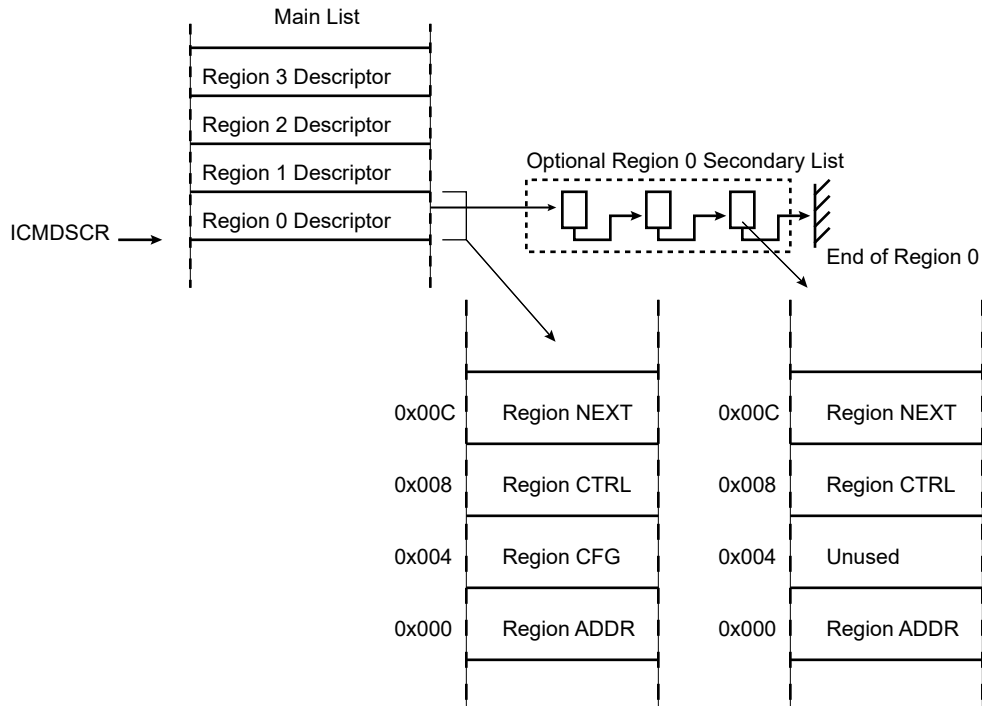 Main List
Region 3 Descriptor
Region 2 Descriptor
Region 1 Descriptor
Region 0 Descriptor
ICMDSCR
Optional Region 0 Secondary List
End of Region 0
0x00C Region NEXT
0x008 Region CTRL
0x004 Region CFG
0x000 Region ADDR
0x00C Region NEXT
0x008 Region CTRL
0x004 Unused
0x000 Region ADDR